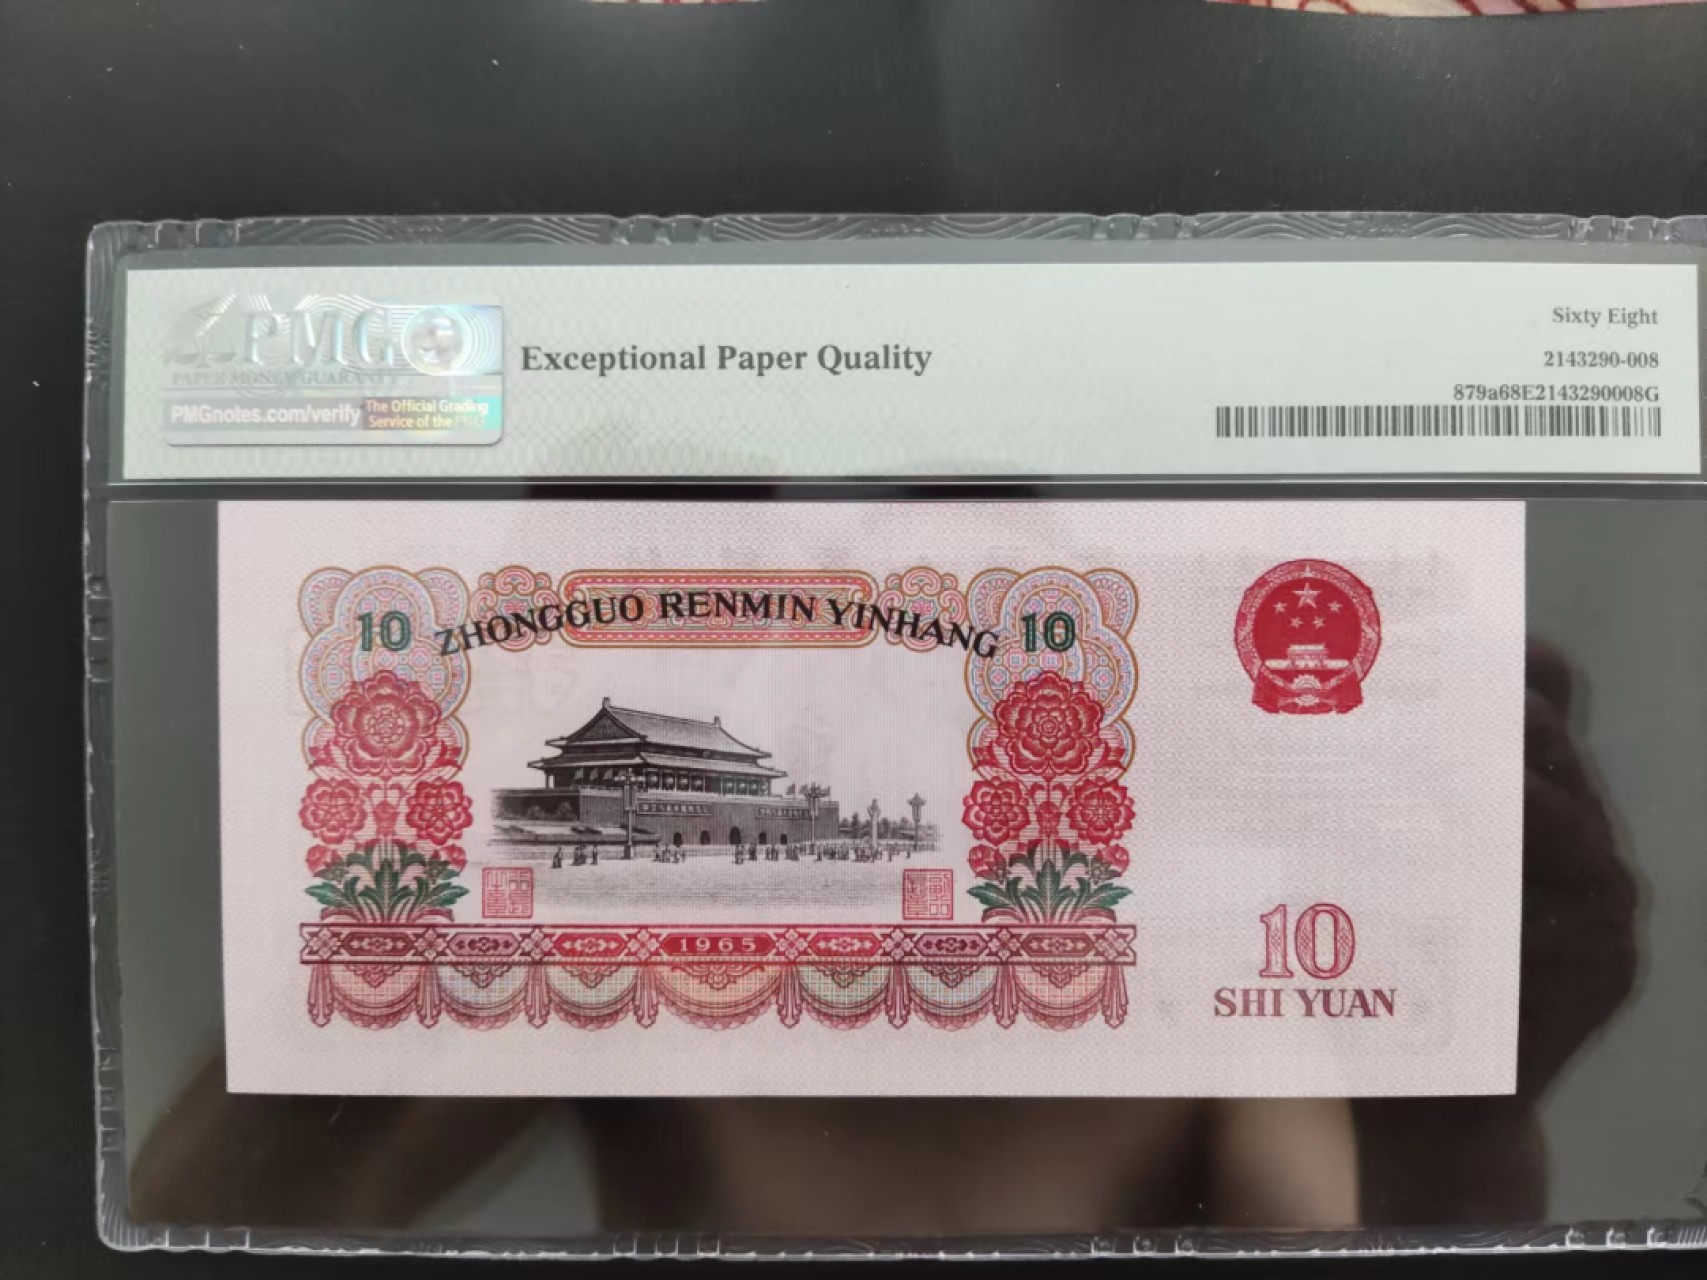 PMG
PAPER MONEY GUARANTY
PMGnotes.com/verify
The Official Grading
Service of the PNG
Exceptional Paper Quality
Sixty Eight
2143290-008
879a68E2143290008G
10
ZHONGGUO RENMIN YINHANG
10
1965
10
SHI YUAN